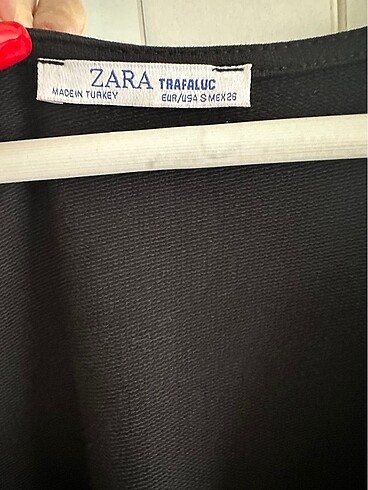 ZARA TRAFALUC
MADE IN TURKEY EUR/USA S MEX 26